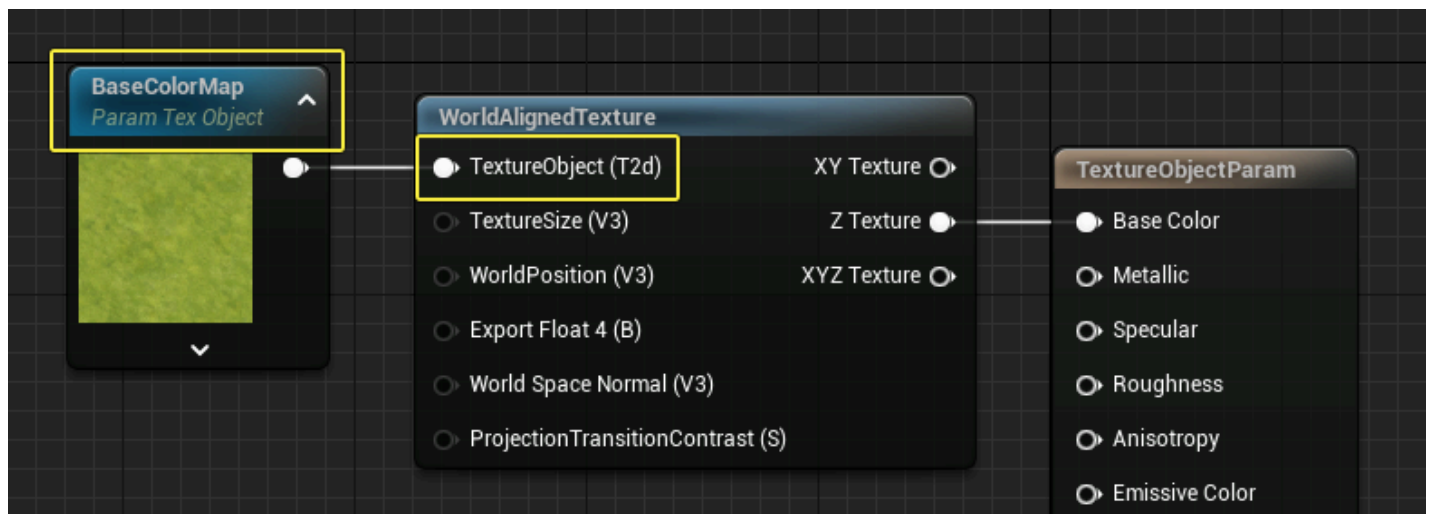 BaseColorMap
Param Tex Object
WorldAlignedTexture
TextureObject (T2d)
XY Texture
TextureSize (V3)
Z Texture
WorldPosition (V3)
XYZ Texture
Export Float 4 (B)
World Space Normal (V3)
ProjectionTransitionContrast (S)
TextureObjectParam
Base Color
Metallic
Specular
Roughness
Anisotropy
Emissive Color